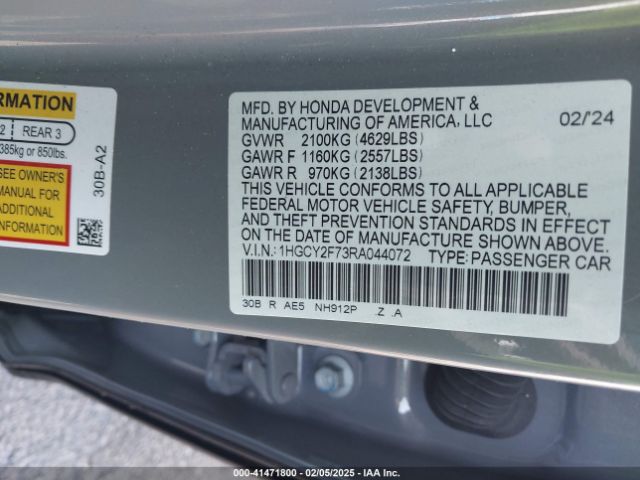 RMATION
2 REAR 3
385kg or 850lbs.
SEE OWNER'S
MANUAL FOR
ADDITIONAL
INFORMATION
30B-A2
MFD. BY HONDA DEVELOPMENT &
MANUFACTURING OF AMERICA, LLC 02/'24
GVWR 2100KG (4629LBS)
GAWR F 1160KG (2557LBS)
GAWR R 970KG (2138LBS)
THIS VEHICLE CONFORMS TO ALL APPLICABLE
FEDERAL MOTOR VEHICLE SAFETY, BUMPER,
AND THEFT PREVENTION STANDARDS IN EFFECT
ON THE DATE OF MANUFACTURE SHOWN ABOVE.
V.I.N.: 1HGCY2F73RA044072 TYPE: PASSENGER CAR
30B R AE5 NH912P .Z .A
000-41471800 - 02/05/2025 - IAA Inc.